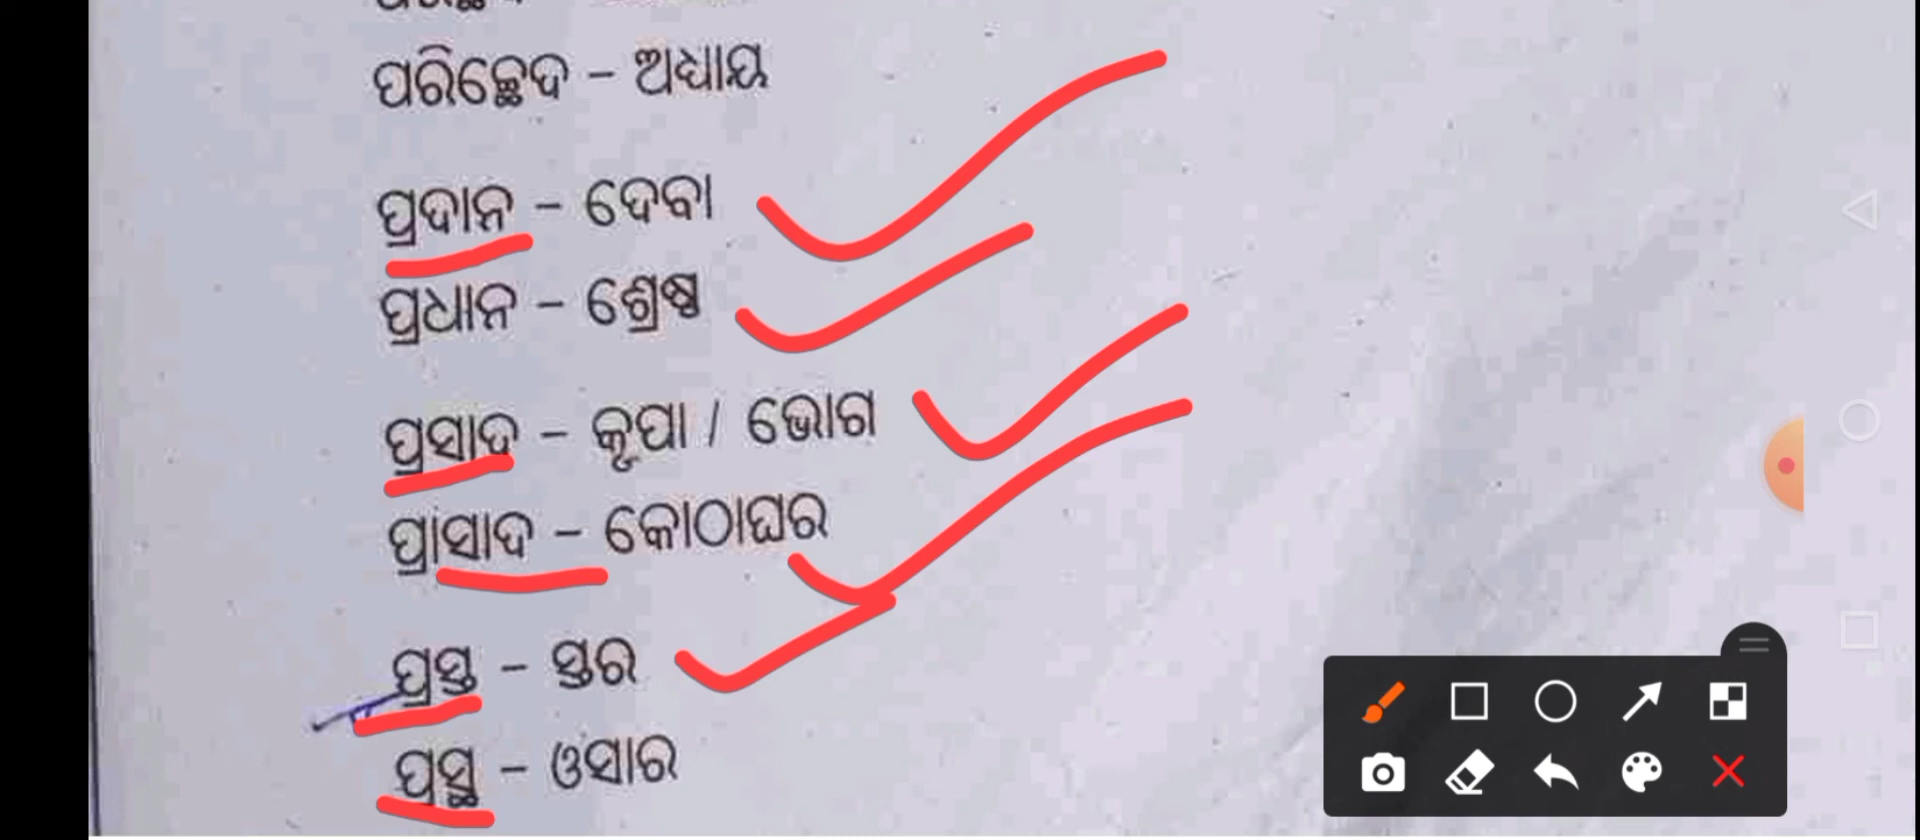 ପରିଚ୍ଛେଦ – ଅଧ୍ୟାୟ
ପ୍ରଦାନ – ଦେବା
ପ୍ରଧାନ – ଶ୍ରେଷ୍ଠ
ପ୍ରସାଦ – କୃପା / ଭୋଗ
ପ୍ରାସାଦ – କୋଠାଘର
ପ୍ରସ୍ତ – ସ୍ତର
ପ୍ରସ୍ଥ – ଓସାର